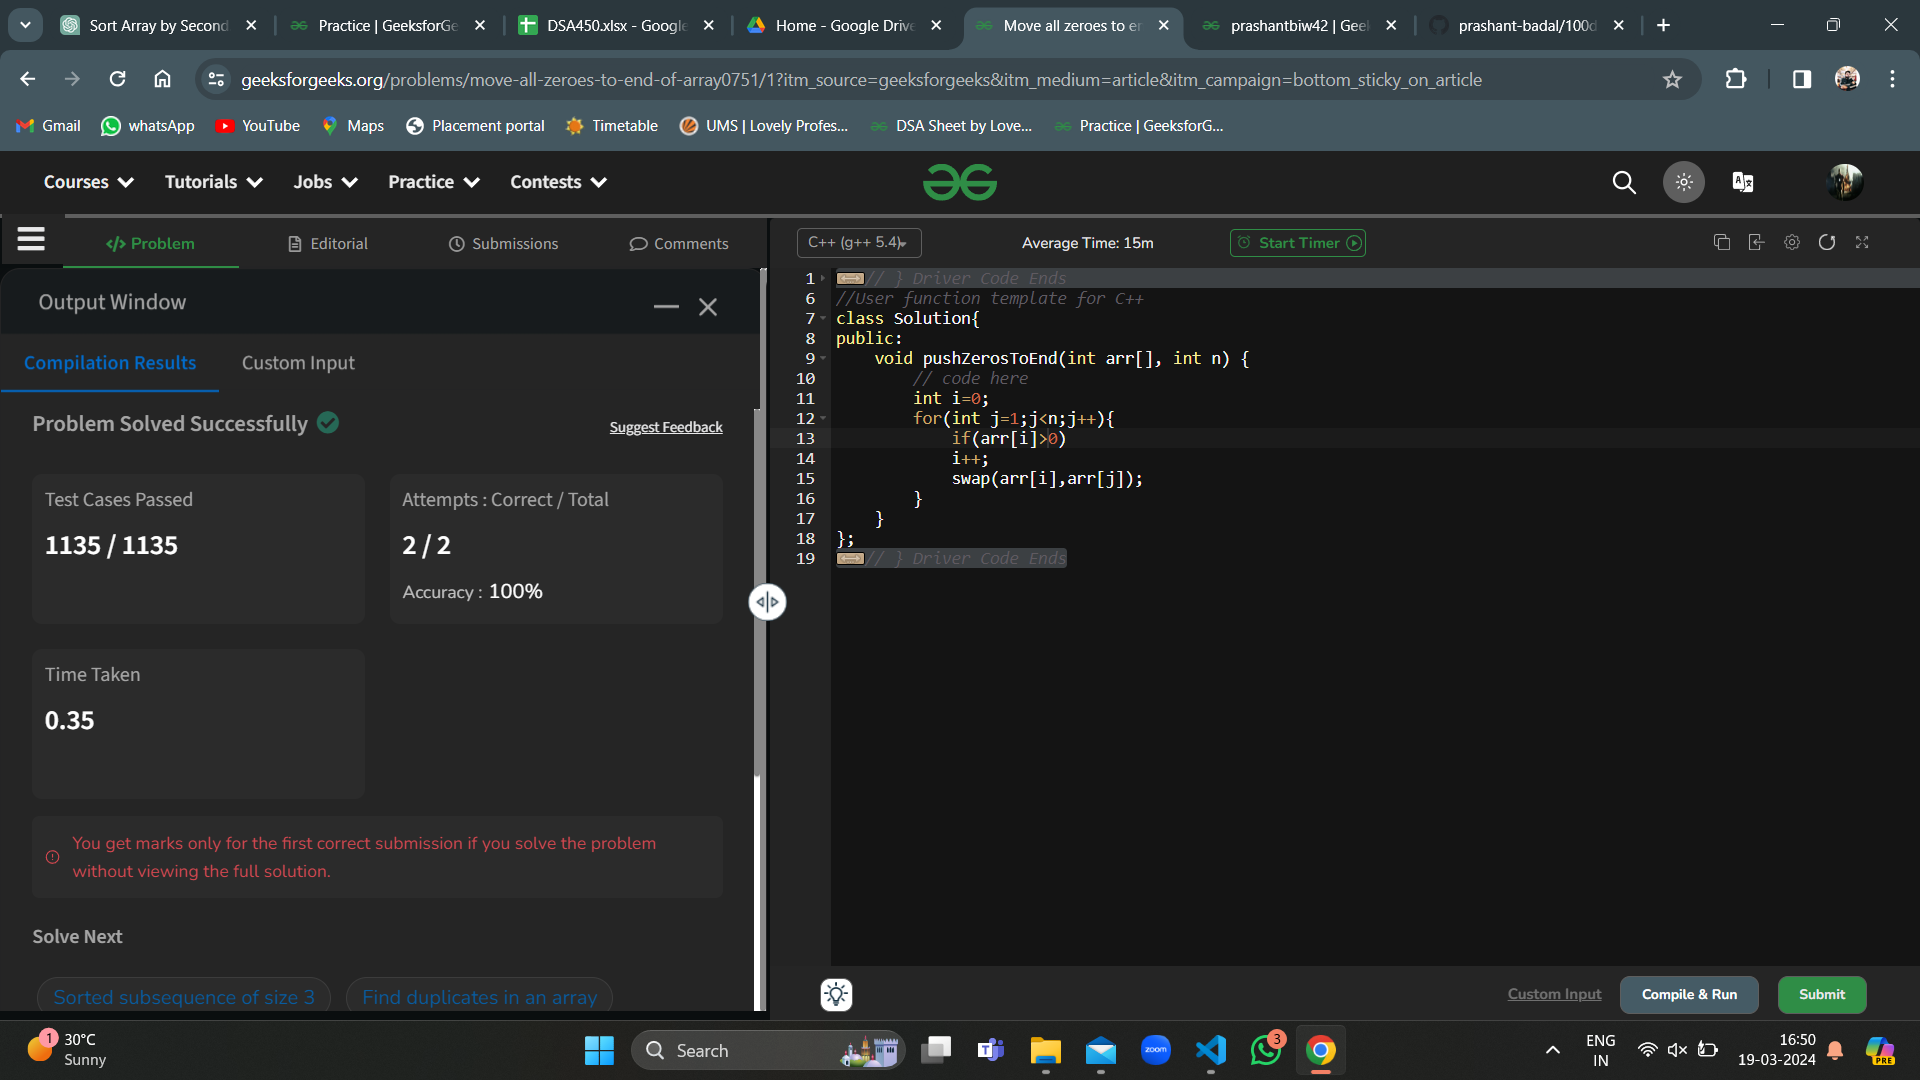 Sort Array by Second
Practice | GeeksforGe
DSA450.xlsx - Google
Home - Google Drive
Move all zeroes to er
prashantbiw42 | Geel
prashant-badal/100d
geeksforgeeks.org/problems/move-all-zeroes-to-end-of-array0751/1?itm_source=geeksforgeeks&itm_medium=article&itm_campaign=bottom_sticky_on_article
Gmail
whatsApp
YouTube
Maps
Placement portal
Timetable
UMS | Lovely Profes...
DSA Sheet by Love...
Practice | GeeksforG...
Courses
Tutorials
Jobs
Practice
Contests
</> Problem
Editorial
Submissions
Comments
Output Window
Compilation Results
Custom Input
Problem Solved Successfully
Suggest Feedback
Test Cases Passed
1135 / 1135
Attempts : Correct / Total
2 / 2
Accuracy : 100%
Time Taken
0.35
You get marks only for the first correct submission if you solve the problem
without viewing the full solution.
Solve Next
Sorted subsequence of size 3
Find duplicates in an array
C++ (g++ 5.4)
Average Time: 15m
Start Timer
1 // } Driver Code Ends
6 //User function template for C++
7 class Solution{
8 public:
9 void pushZerosToEnd(int arr[], int n) {
10 // code here
11 int i=0;
12 for(int j=1;j<n;j++){
13 if(arr[i]>0)
14 i++;
15 swap(arr[i],arr[j]);
16 }
17 }
18 };
19 // } Driver Code Ends
Custom Input
Compile & Run
Submit
1
30°C
Sunny
Search
zoom
3
ENG
IN
16:50
19-03-2024
PRE